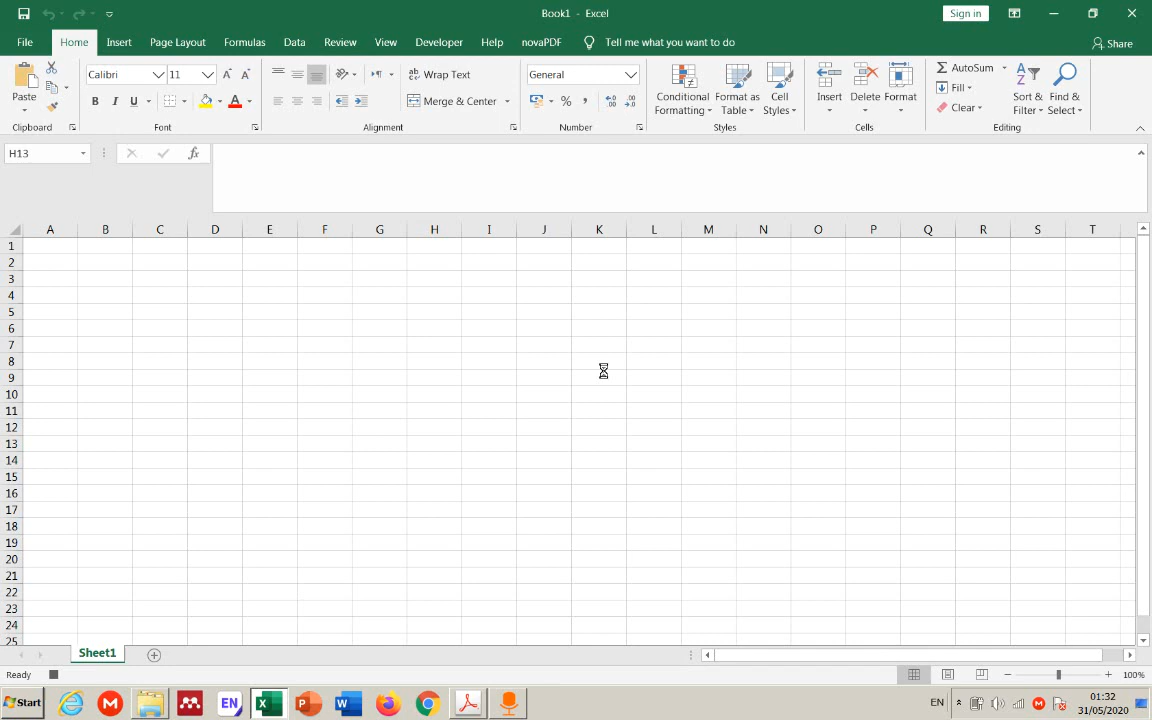 Book1 - Excel
Sign in
File Home Insert Page Layout Formulas Data Review View Developer Help novaPDF Tell me what you want to do Share
Paste
Calibri 11
B I U
Wrap Text
Merge & Center
General
%
Conditional Formatting
Format as Table
Cell Styles
Insert
Delete
Format
AutoSum
Fill
Clear
Sort & Filter
Find & Select
Clipboard Font Alignment Number Styles Cells Editing
H13 fx
A B C D E F G H I J K L M N O P Q R S T
1
2
3
4
5
6
7
8
9
10
11
12
13
14
15
16
17
18
19
20
21
22
23
24
25
Sheet1
Ready 100%
Start EN EN 01:32
31/05/2020